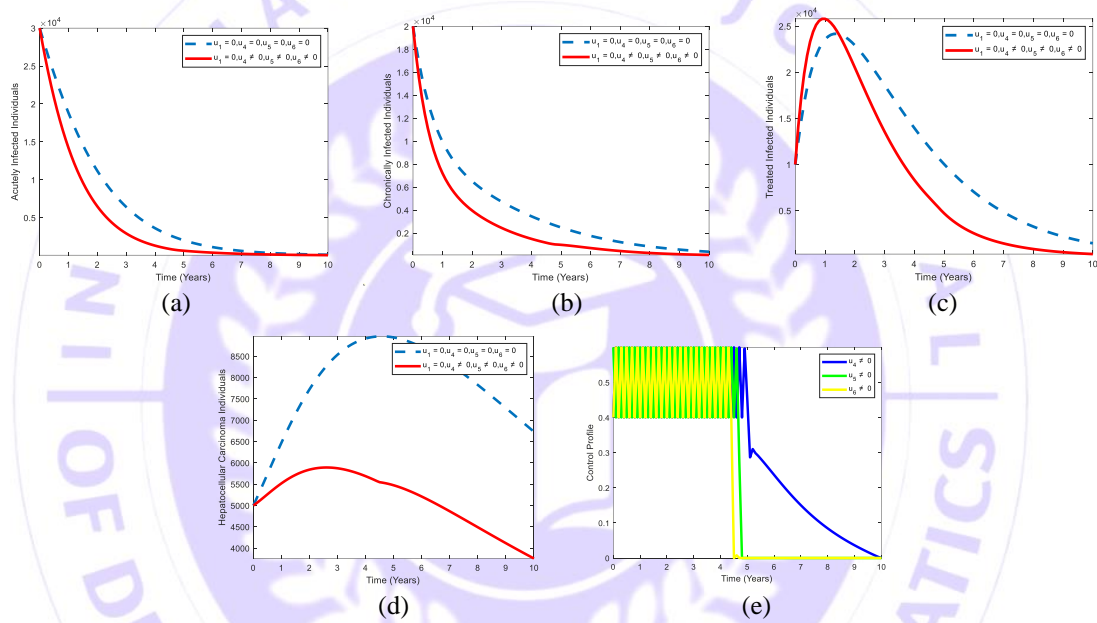 ×10⁴
3
2.5
2
1.5
1
0.5
0 1 2 3 4 5 6 7 8 9 10
Acutely Infected Individuals
Time (Years)
u₁ = 0,u₄ = 0,u₅ = 0,u₆ = 0
u₁ = 0,u₄ ≠ 0,u₅ ≠ 0,u₆ ≠ 0
(a)
×10⁴
2
1.8
1.6
1.4
1.2
1
0.8
0.6
0.4
0.2
0 1 2 3 4 5 6 7 8 9 10
Chronically Infected Individuals
Time (Years)
u₁ = 0,u₄ = 0,u₅ = 0,u₆ = 0
u₁ = 0,u₄ ≠ 0,u₅ ≠ 0,u₆ ≠ 0
(b)
×10⁴
2.5
2
1.5
1
0.5
0 1 2 3 4 5 6 7 8 9 10
Treated Infected Individuals
Time (Years)
u₁ = 0,u₄ = 0,u₅ = 0,u₆ = 0
u₁ = 0,u₄ ≠ 0,u₅ ≠ 0,u₆ ≠ 0
(c)
8500
8000
7500
7000
6500
6000
5500
5000
4500
4000
0 1 2 3 4 5 6 7 8 9 10
Hepatocellular Carcinoma Individuals
Time (Years)
u₁ = 0,u₄ = 0,u₅ = 0,u₆ = 0
u₁ = 0,u₄ ≠ 0,u₅ ≠ 0,u₆ ≠ 0
(d)
0.5
0.4
0.3
0.2
0.1
0
0 1 2 3 4 5 6 7 8 9 10
Control Profile
Time (Years)
u₄ ≠ 0
u₅ ≠ 0
u₆ ≠ 0
(e)
OF